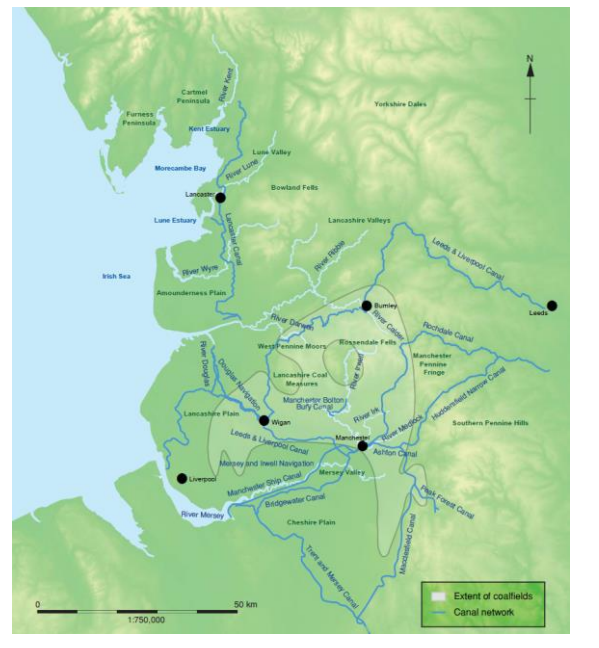 N
River Kent
Cartmel
Peninsula
Yorkshire Dales
Furness
Peninsula
Kent Estuary
Lune Valley
Morecambe Bay
River Lune
Bowland Fells
Lancaster
Lune Estuary
Lancaster Canal
Lancashire Valleys
Leeds & Liverpool Canal
River Ribble
River Wyre
Irish Sea
Amounderness Plain
Burnley
Leeds
River Darwen
River Calder
Rochdale Canal
West Pennine Moors
Rossendale Fells
River Douglas
Douglas Navigation
Manchester
Pennine
Fringe
Lancashire Coal
Measures
River Irwell
Huddersfield Narrow Canal
Manchester Bolton
Bury Canal
Lancashire Plain
River Irk
Wigan
River Medlock
Southern Pennine Hills
Leeds & Liverpool Canal
Manchester
Ashton Canal
Mersey and Irwell Navigation
Mersey Valley
Liverpool
Manchester Ship Canal
Peak Forest Canal
Bridgewater Canal
River Mersey
Cheshire Plain
Macclesfield Canal
Trent and Mersey Canal
Extent of coalfields
Canal network
0
50 km
1:750,000